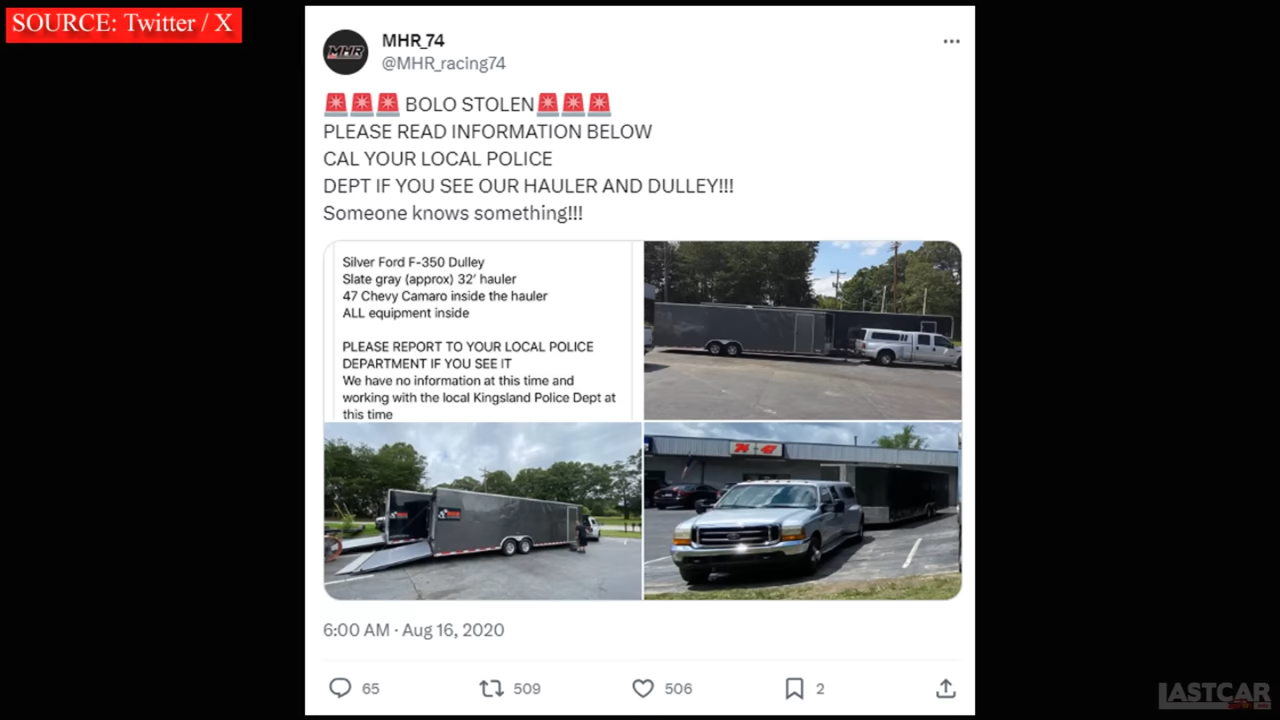 SOURCE: Twitter / X
MHR
MHR_74
@MHR_racing74
BOLO STOLEN
PLEASE READ INFORMATION BELOW
CAL YOUR LOCAL POLICE
DEPT IF YOU SEE OUR HAULER AND DULLEY!!!
Someone knows something!!!
Silver Ford F-350 Dulley
Slate gray (approx) 32' hauler
47 Chevy Camaro inside the hauler
ALL equipment inside
PLEASE REPORT TO YOUR LOCAL POLICE
DEPARTMENT IF YOU SEE IT
We have no information at this time and
working with the local Kingsland Police Dept at
this time
6:00 AM · Aug 16, 2020
65 509 506 2
LASTCAR